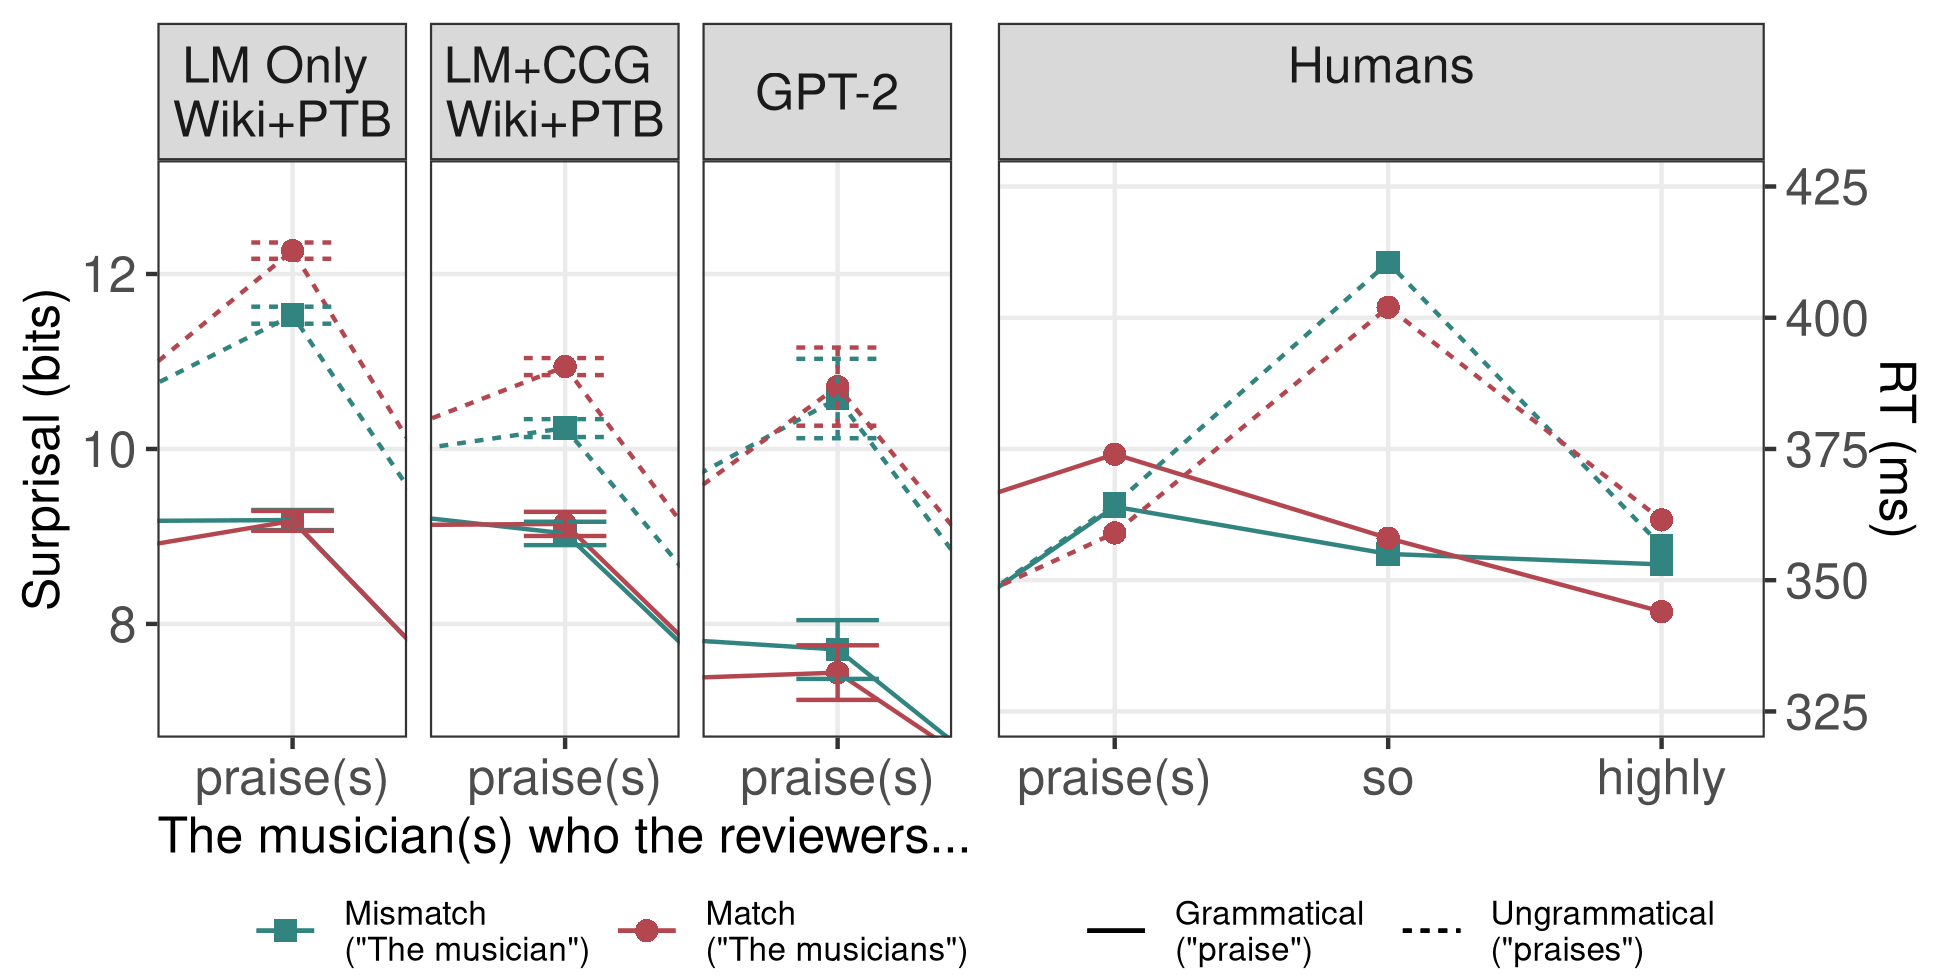 LM Only
Wiki+PTB
LM+CCG
Wiki+PTB
GPT-2
Humans
Surprisal (bits)
12
10
8
425
400
375
350
325
RT (ms)
praise(s)
praise(s)
praise(s)
praise(s)
so
highly
The musician(s) who the reviewers...
Mismatch
("The musician")
Match
("The musicians")
Grammatical
("praise")
Ungrammatical
("praises")